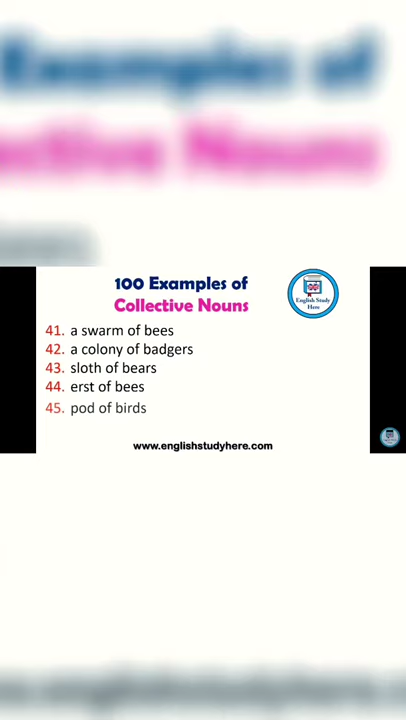 100 Examples of
Collective Nouns
English Study
Here
41. a swarm of bees
42. a colony of badgers
43. sloth of bears
44. erst of bees
45. pod of birds
www.englishstudyhere.com